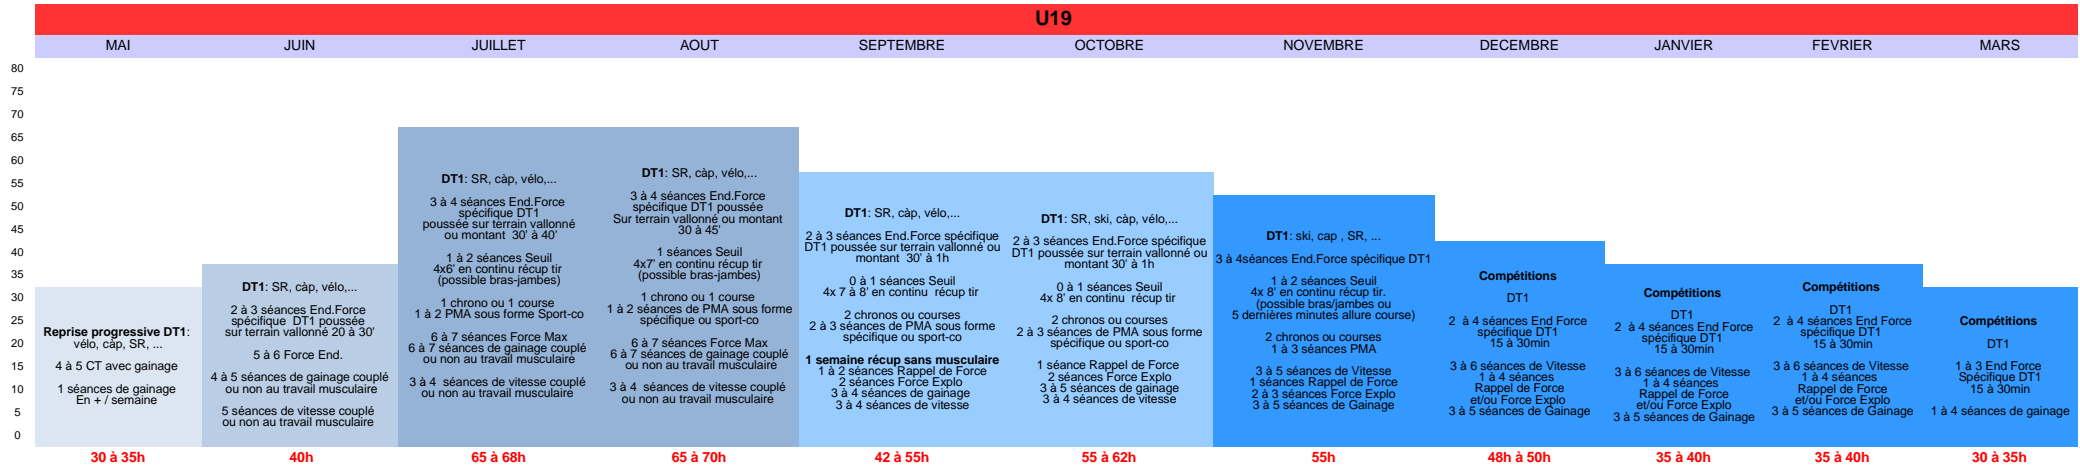 U19
MAI
JUIN
JUILLET
AOUT
SEPTEMBRE
OCTOBRE
NOVEMBRE
DECEMBRE
JANVIER
FEVRIER
MARS
80
75
70
65
60
55
50
45
40
35
30
25
20
15
10
5
0
Reprise progressive DT1:
vélo, càp, SR, ...
4 à 5 CT avec gainage
1 séances de gainage
En + / semaine
DT1: SR, càp, vélo,...
2 à 3 séances End.Force
spécifique DT1 poussée
sur terrain vallonné 20 à 30'
5 à 6 Force End.
4 à 5 séances de gainage couplé
ou non au travail musculaire
5 séances de vitesse couplé
ou non au travail musculaire
DT1: SR, càp, vélo,...
3 à 4 séances End.Force
spécifique DT1
poussée sur terrain vallonné
ou montant 30' à 40'
1 à 2 séances Seuil
4x6' en continu récup tir
(possible bras-jambes)
1 chrono ou 1 course
1 à 2 PMA sous forme Sport-co
6 à 7 séances Force Max
6 à 7 séances de gainage couplé
ou non au travail musculaire
3 à 4 séances de vitesse couplé
ou non au travail musculaire
DT1: SR, càp, vélo,...
3 à 4 séances End.Force
spécifique DT1 poussée
Sur terrain vallonné ou montant
30 à 45'
1 séances Seuil
4x7' en continu récup tir
(possible bras-jambes)
1 chrono ou 1 course
1 à 2 séances de PMA sous forme
spécifique ou sport-co
6 à 7 séances Force Max
6 à 7 séances de gainage couplé
ou non au travail musculaire
3 à 4 séances de vitesse couplé
ou non au travail musculaire
DT1: SR, càp, vélo,...
2 à 3 séances End.Force spécifique
DT1 poussée sur terrain vallonné ou
montant 30' à 1h
0 à 1 séances Seuil
4x 7 à 8' en continu récup tir
2 chronos ou courses
2 à 3 séances de PMA sous forme
spécifique ou sport-co
1 semaine récup sans musculaire
1 à 2 séances Rappel de Force
2 séances Force Explo
3 à 4 séances de gainage
3 à 4 séances de vitesse
DT1: SR, ski, càp, vélo,...
2 à 3 séances End.Force spécifique
DT1 poussée sur terrain vallonné ou
montant 30' à 1h
0 à 1 séances Seuil
4x 8' en continu récup tir
2 chronos ou courses
2 à 3 séances de PMA sous forme
spécifique ou sport-co
1 séance Rappel de Force
2 séances Force Explo
3 à 5 séances de gainage
3 à 4 séances de vitesse
DT1: ski, cap , SR, ...
3 à 4séances End.Force spécifique DT1
1 à 2 séances Seuil
4x 8' en continu récup tir.
(possible bras/jambes ou
5 dernières minutes allure course)
2 chronos ou courses
1 à 3 séances PMA
3 à 5 séances de Vitesse
1 séances Rappel de Force
2 à 3 séances Force Explo
3 à 5 séances de Gainage
Compétitions
DT1
2 à 4 séances End Force
spécifique DT1
15 à 30min
3 à 6 séances de Vitesse
1 à 4 séances
Rappel de Force
et/ou Force Explo
3 à 5 séances de Gainage
Compétitions
DT1
2 à 4 séances End Force
spécifique DT1
15 à 30min
3 à 6 séances de Vitesse
1 à 4 séances
Rappel de Force
et/ou Force Explo
3 à 5 séances de Gainage
Compétitions
DT1
2 à 4 séances End Force
spécifique DT1
15 à 30min
3 à 6 séances de Vitesse
1 à 4 séances
Rappel de Force
et/ou Force Explo
3 à 5 séances de Gainage
Compétitions
DT1
1 à 3 End Force
Spécifique DT1
15 à 30min
1 à 4 séances de gainage
30 à 35h
40h
65 à 68h
65 à 70h
42 à 55h
55 à 62h
55h
48h à 50h
35 à 40h
35 à 40h
30 à 35h